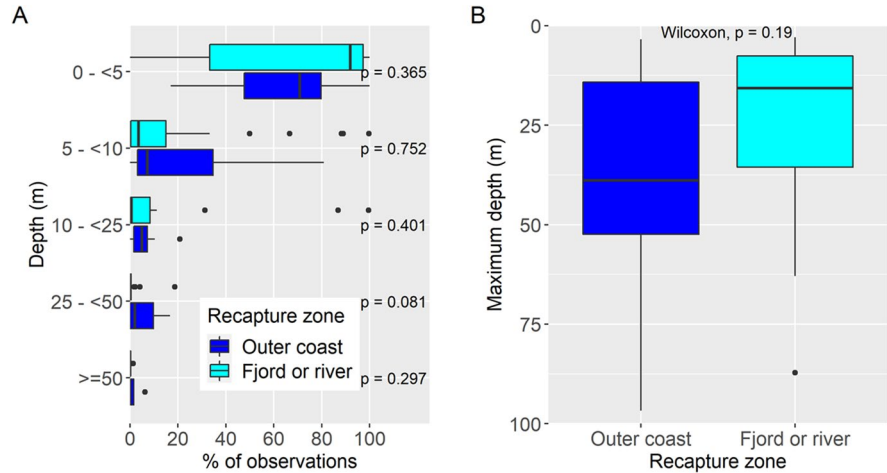 A
Depth (m)
0 - <5
5 - <10
10 - <25
25 - <50
>=50
p = 0.365
p = 0.752
p = 0.401
p = 0.081
p = 0.297
Recapture zone
Outer coast
Fjord or river
0 20 40 60 80 100
% of observations
B
Wilcoxon, p = 0.19
Maximum depth (m)
0
25
50
75
100
Outer coast Fjord or river
Recapture zone